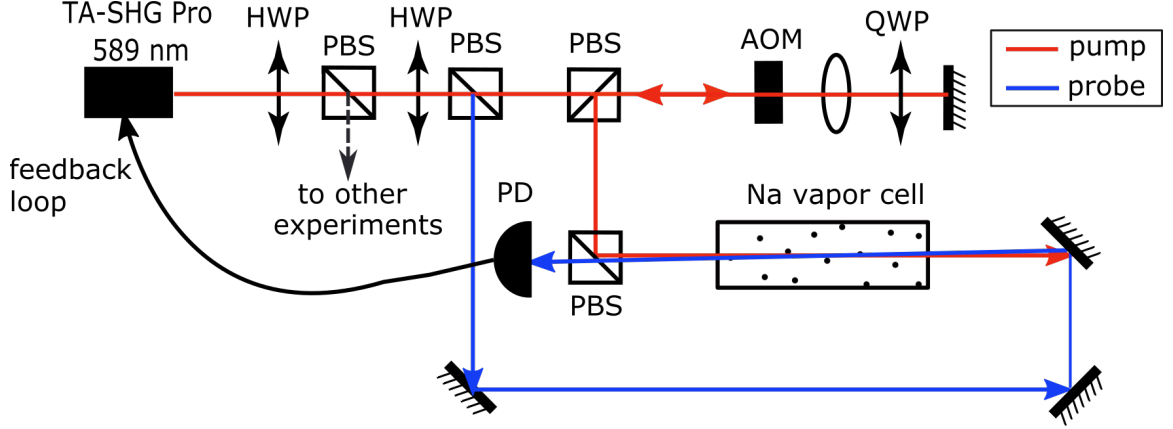 TA-SHG Pro
589 nm
HWP
PBS
HWP
PBS
PBS
AOM
QWP
pump
probe
feedback
loop
to other
experiments
PD
PBS
Na vapor cell